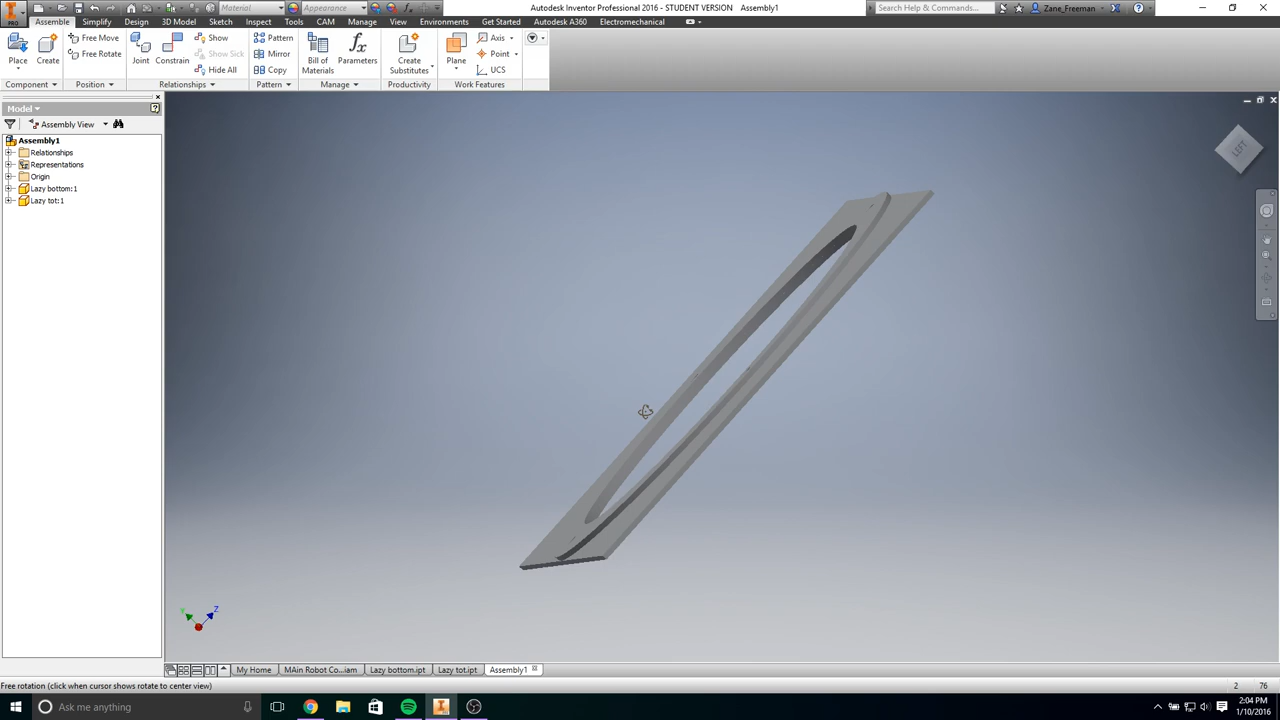 Autodesk Inventor Professional 2016 - STUDENT VERSION Assembly1
Material
Appearance
Search Help & Commands...
Zane_Freeman
PRO
Assemble Simplify Design 3D Model Sketch Inspect Tools CAM Manage View Environments Get Started Autodesk A360 Electromechanical
Place
Create
Free Move
Free Rotate
Joint
Constrain
Show
Show Sick
Hide All
Pattern
Mirror
Copy
Bill of
Materials
Parameters
Create
Substitutes
Plane
Axis
Point
UCS
Component Position Relationships Pattern Manage Productivity Work Features
Model
Assembly View
Assembly1
Relationships
Representations
Origin
Lazy bottom:1
Lazy tot:1
LEFT
Y
Z
My Home MAin Robot Co...iam Lazy bottom.ipt Lazy tot.ipt Assembly1
Free rotation (click when cursor shows rotate to center view)
2 76
Ask me anything
2:04 PM
1/10/2016